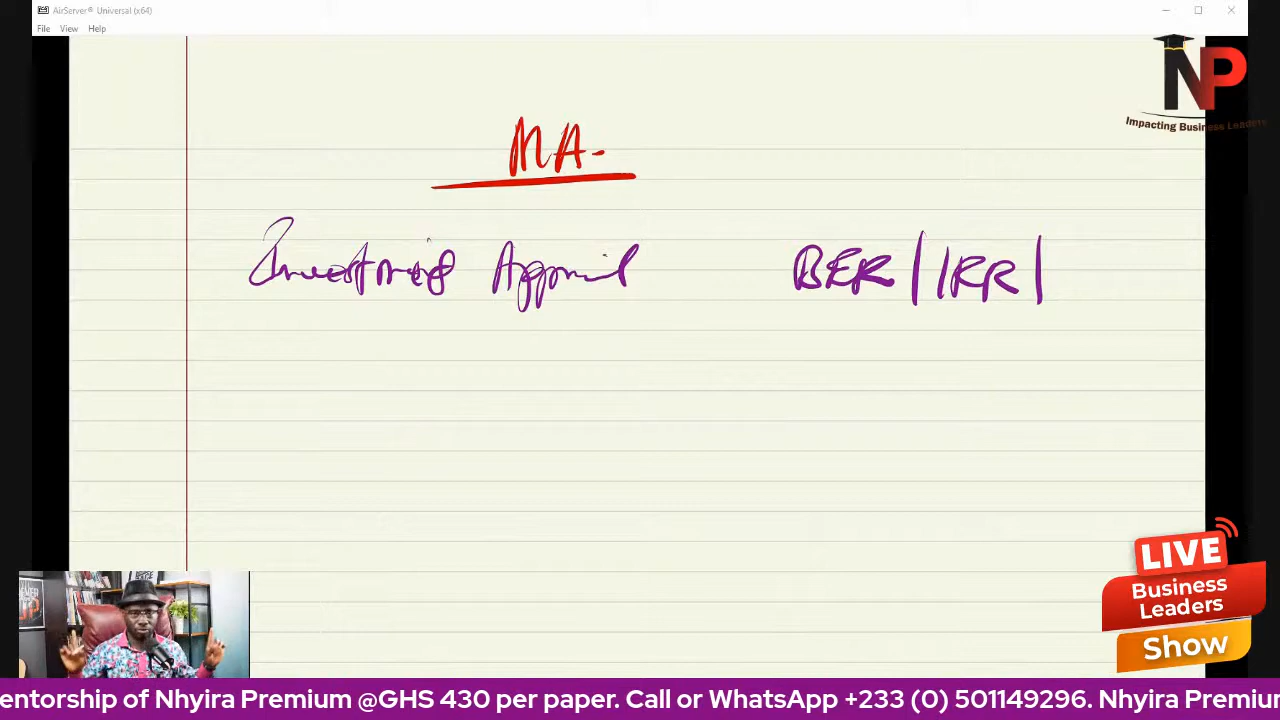 AirServer® Universal (x64)
File View Help
NP
Impacting Business Leaders
MA.
Investment Appraisal BER | IRR |
LIVE
Business
Leaders
Show
entorship of Nhyira Premium @GHS 430 per paper. Call or WhatsApp +233 (0) 501149296. Nhyira Premiu